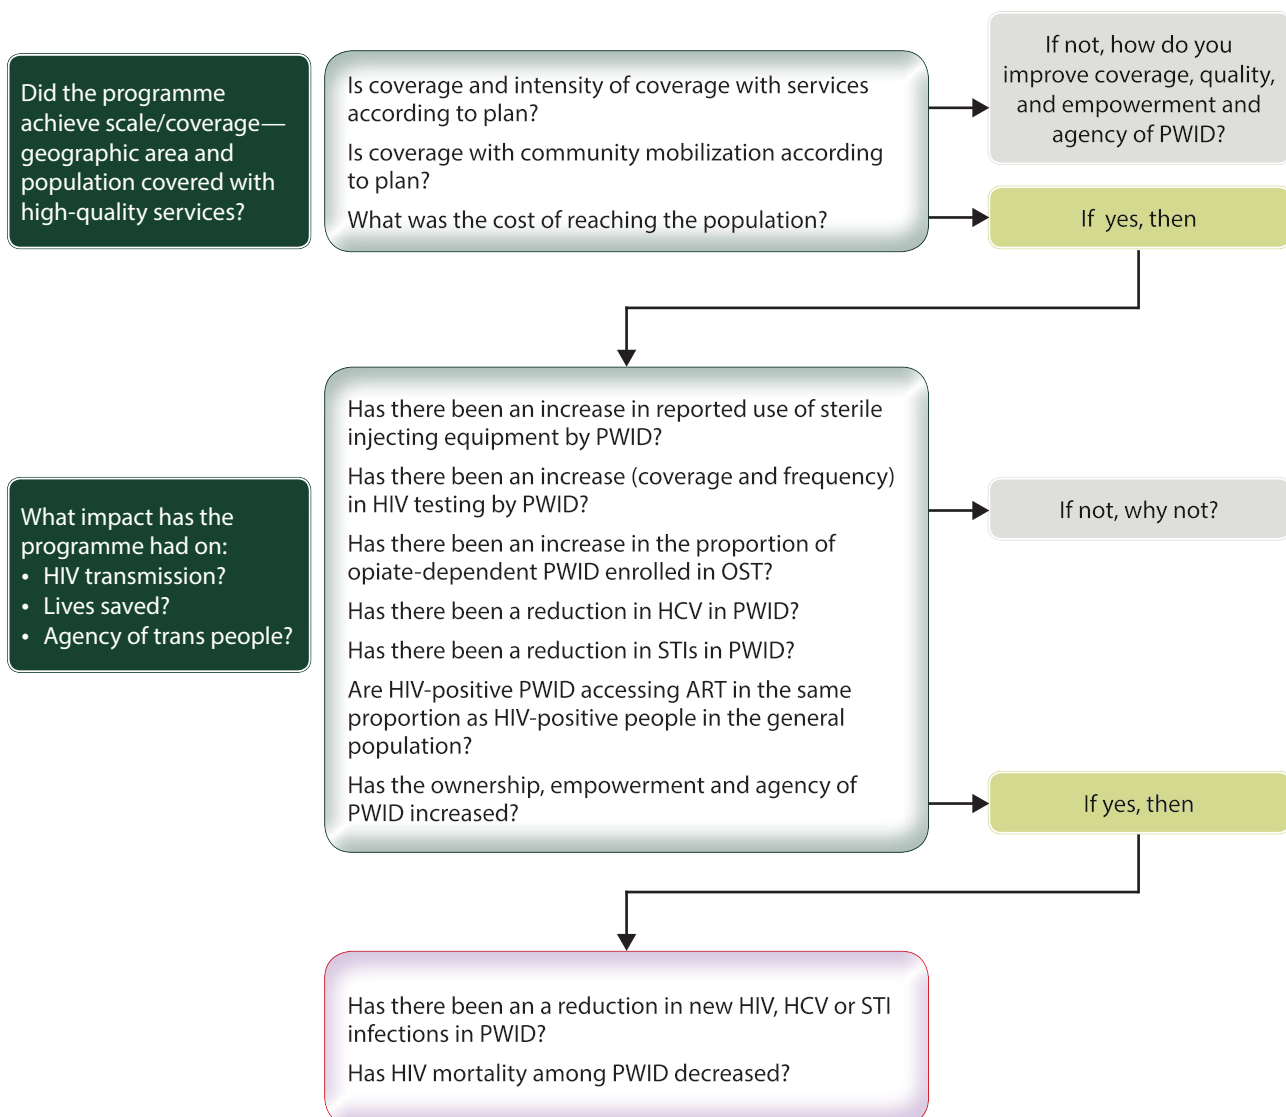 Did the programme
achieve scale/coverage—
geographic area and
population covered with
high-quality services?
Is coverage and intensity of coverage with services
according to plan?
Is coverage with community mobilization according
to plan?
What was the cost of reaching the population?
If not, how do you
improve coverage, quality,
and empowerment and
agency of PWID?
If yes, then
What impact has the
programme had on:
• HIV transmission?
• Lives saved?
• Agency of trans people?
Has there been an increase in reported use of sterile
injecting equipment by PWID?
Has there been an increase (coverage and frequency)
in HIV testing by PWID?
Has there been an increase in the proportion of
opiate-dependent PWID enrolled in OST?
Has there been a reduction in HCV in PWID?
Has there been a reduction in STIs in PWID?
Are HIV-positive PWID accessing ART in the same
proportion as HIV-positive people in the general
population?
Has the ownership, empowerment and agency of
PWID increased?
If not, why not?
If yes, then
Has there been an a reduction in new HIV, HCV or STI
infections in PWID?
Has HIV mortality among PWID decreased?